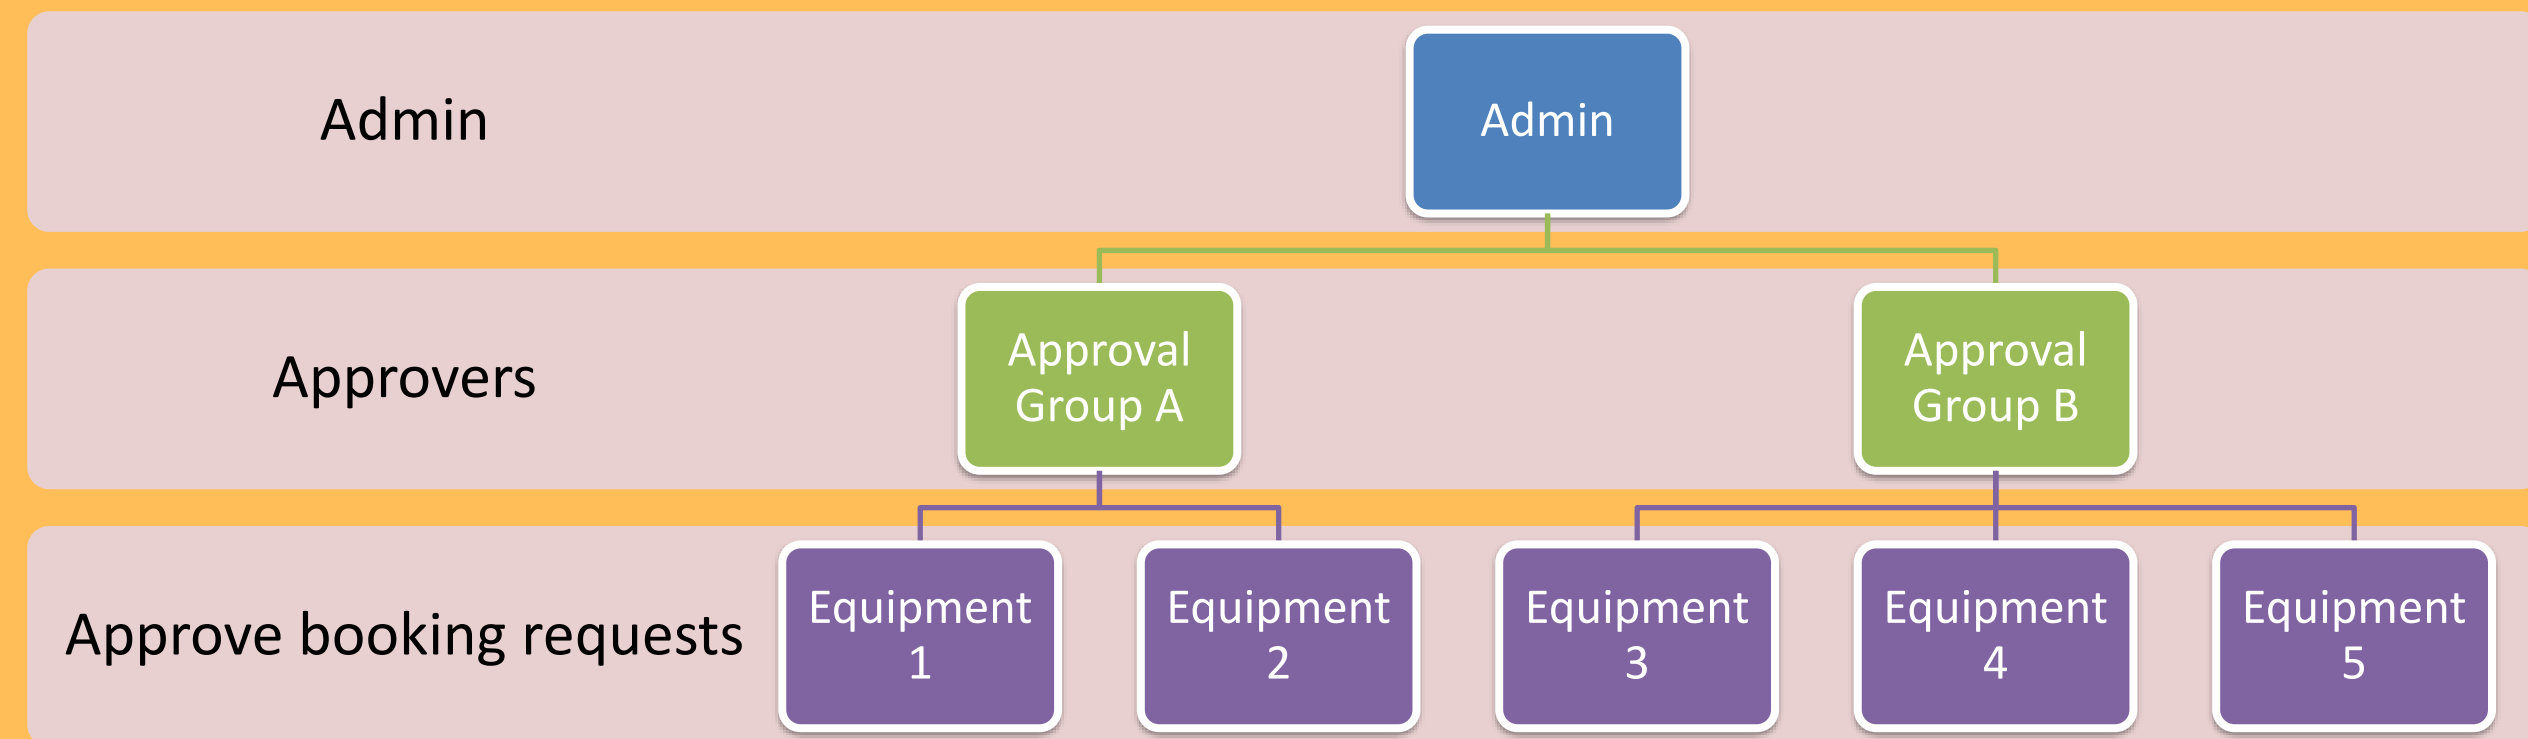 Admin
Admin
Approvers
Approval
Group A
Approval
Group B
Approve booking requests
Equipment
1
Equipment
2
Equipment
3
Equipment
4
Equipment
5